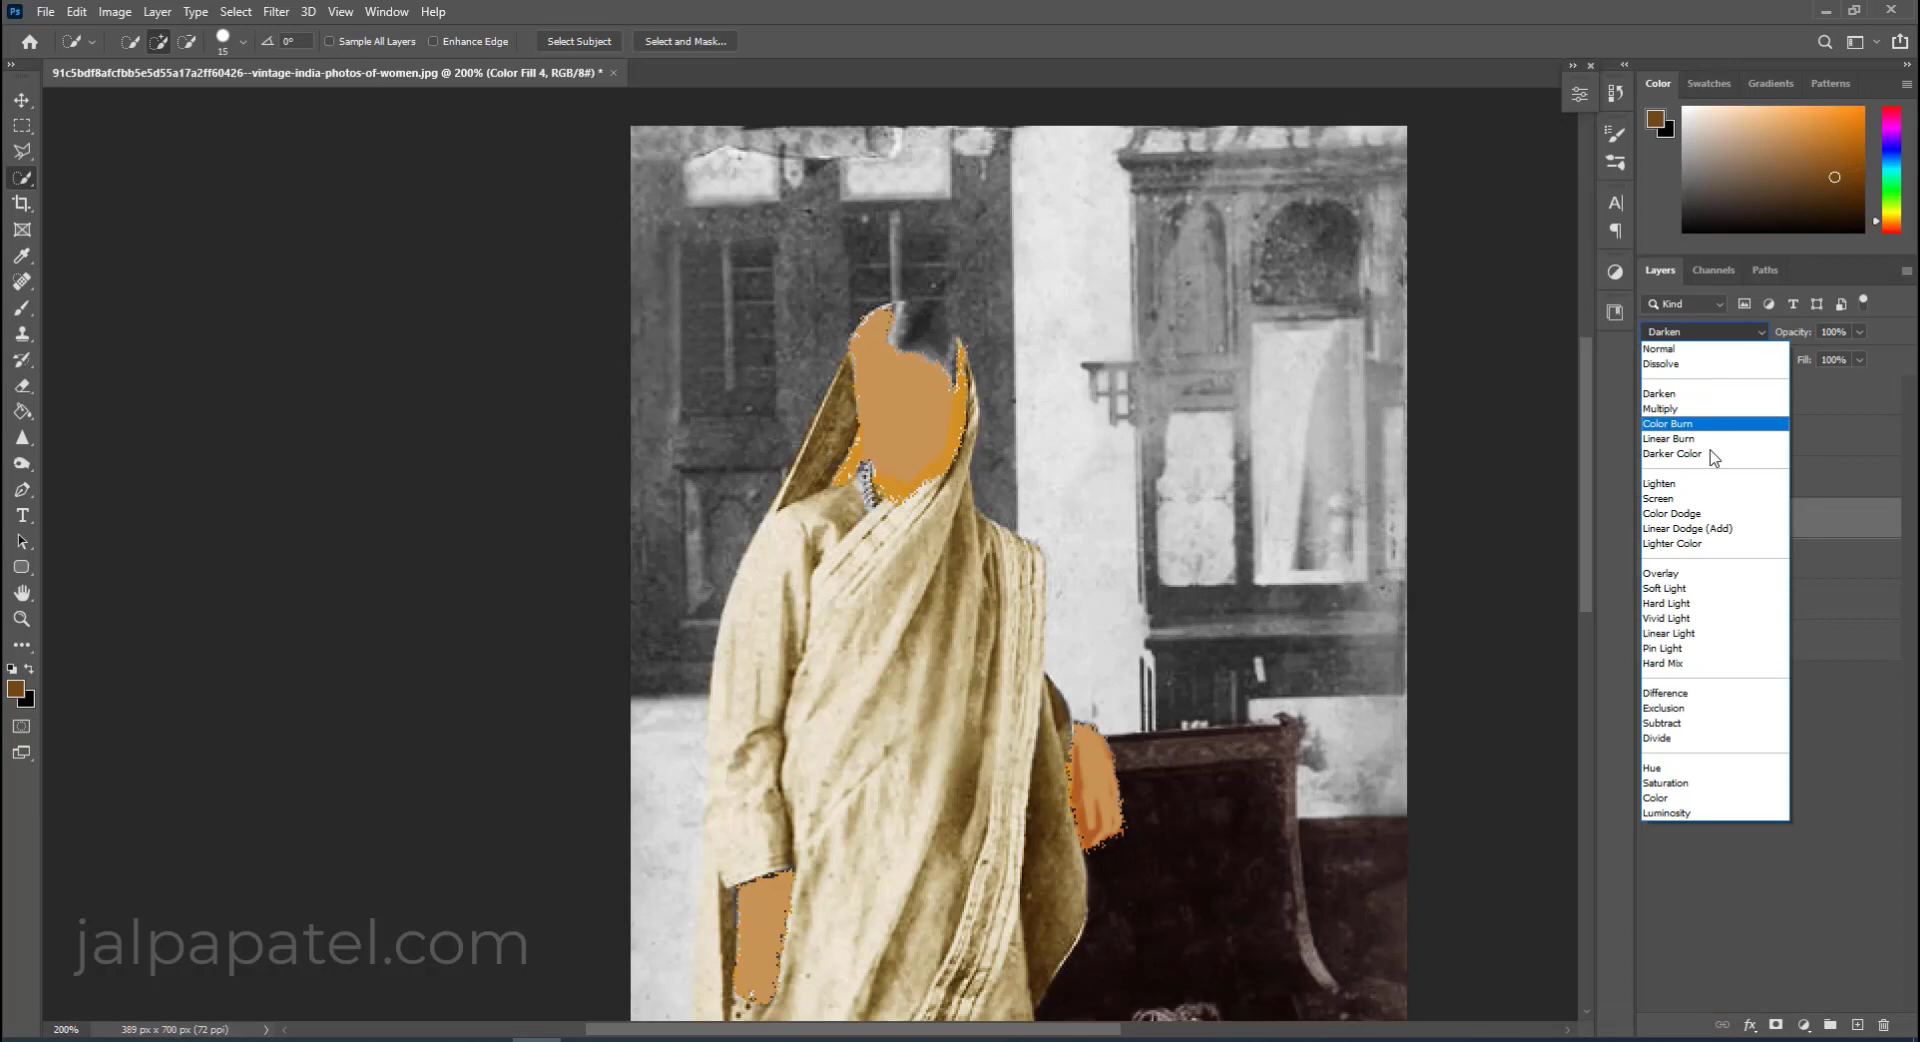 Ps File Edit Image Layer Type Select Filter 3D View Window Help
15 0° Sample All Layers Enhance Edge Select Subject Select and Mask...
91c5bdf8afcfbb5e5d55a17a2ff60426--vintage-india-photos-of-women.jpg @ 200% (Color Fill 4, RGB/8#) * ×
Color Swatches Gradients Patterns
Layers Channels Paths
Kind
Darken Opacity: 100%
Fill: 100%
Normal
Dissolve
Darken
Multiply
Color Burn
Linear Burn
Darker Color
Lighten
Screen
Color Dodge
Linear Dodge (Add)
Lighter Color
Overlay
Soft Light
Hard Light
Vivid Light
Linear Light
Pin Light
Hard Mix
Difference
Exclusion
Subtract
Divide
Hue
Saturation
Color
Luminosity
jalpapatel.com
200% 389 px x 700 px (72 ppi)